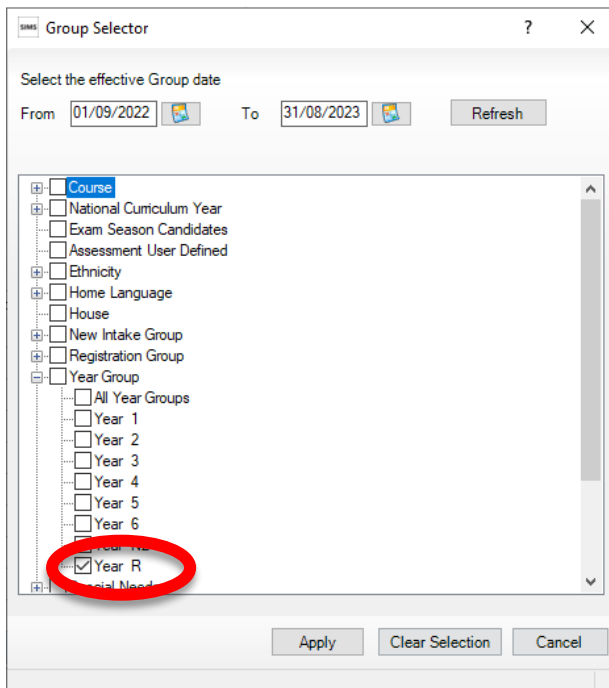 SIMS Group Selector
Select the effective Group date
From 01/09/2022 To 31/08/2023 Refresh
Course
National Curriculum Year
Exam Season Candidates
Assessment User Defined
Ethnicity
Home Language
House
New Intake Group
Registration Group
Year Group
All Year Groups
Year 1
Year 2
Year 3
Year 4
Year 5
Year 6
Year
Year R
Special Needs
Apply Clear Selection Cancel